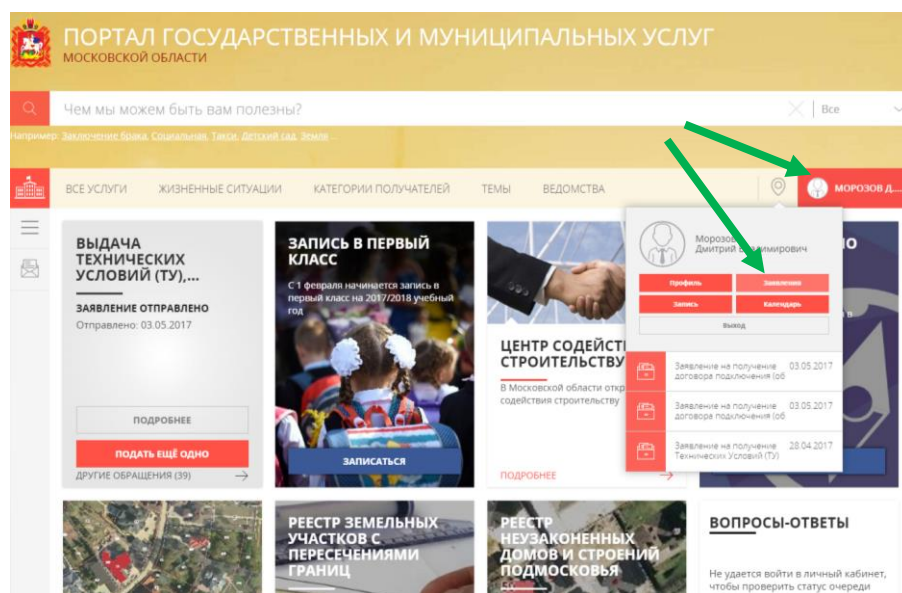 ПОРТАЛ ГОСУДАРСТВЕННЫХ И МУНИЦИПАЛЬНЫХ УСЛУГ
МОСКОВСКОЙ ОБЛАСТИ
Чем мы можем быть вам полезны?
Все
Например: Заключение брака, Социальная, Такси, Детский сад, Земля ...
ВСЕ УСЛУГИ
ЖИЗНЕННЫЕ СИТУАЦИИ
КАТЕГОРИИ ПОЛУЧАТЕЛЕЙ
ТЕМЫ
ВЕДОМСТВА
МОРОЗОВ Д....
ВЫДАЧА
ТЕХНИЧЕСКИХ
УСЛОВИЙ (ТУ),...
ЗАЯВЛЕНИЕ ОТПРАВЛЕНО
Отправлено: 03.05.2017
ПОДРОБНЕЕ
ПОДАТЬ ЕЩЁ ОДНО
ДРУГИЕ ОБРАЩЕНИЯ (39)
ЗАПИСЬ В ПЕРВЫЙ
КЛАСС
С 1 февраля начинается запись в
первый класс на 2017/2018 учебный
год
ЗАПИСАТЬСЯ
ЦЕНТР СОДЕЙСТ
СТРОИТЕЛЬСТВУ
В Московской области откр
содействия строительству
ПОДРОБНЕЕ
Морозов
Дмитрий Владимирович
Профиль
Заявления
Запись
Календарь
Выход
Заявление на получение 03.05.2017
договора подключения (об
Заявление на получение 03.05.2017
договора подключения (об
Заявление на получение 28.04.2017
Технических Условий (ТУ)
РЕЕСТР ЗЕМЕЛЬНЫХ
УЧАСТКОВ С
ПЕРЕСЕЧЕНИЯМИ
ГРАНИЦ
РЕЕСТР
НЕУЗАКОНЕННЫХ
ДОМОВ И СТРОЕНИЙ
ПОДМОСКОВЬЯ
ВОПРОСЫ-ОТВЕТЫ
Не удается войти в личный кабинет,
чтобы проверить статус очереди